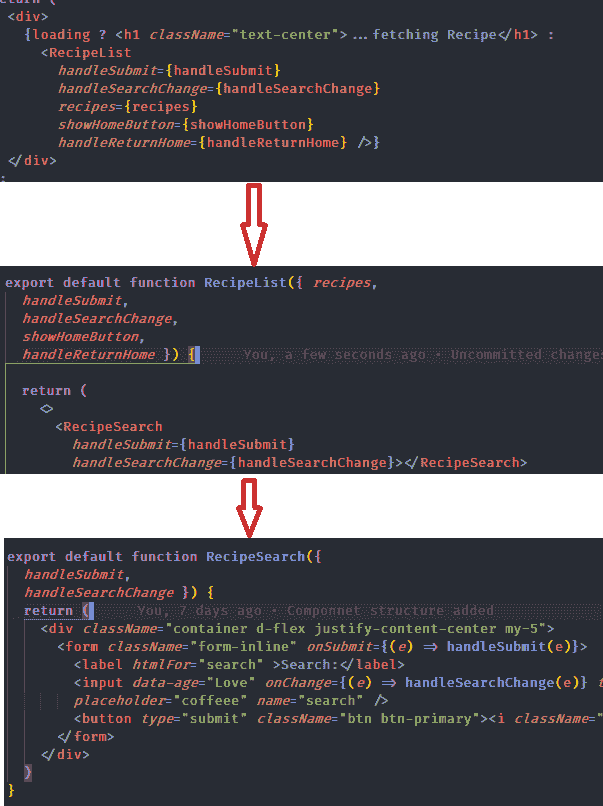 return (
<div>
{loading ? <h1 className="text-center">...fetching Recipe</h1> :
<RecipeList
handleSubmit={handleSubmit}
handleSearchChange={handleSearchChange}
recipes={recipes}
showHomeButton={showHomeButton}
handleReturnHome={handleReturnHome} />}
</div>
;
export default function RecipeList({ recipes,
handleSubmit,
handleSearchChange,
showHomeButton,
handleReturnHome }) { You, a few seconds ago · Uncommitted changes
return (
<>
<RecipeSearch
handleSubmit={handleSubmit}
handleSearchChange={handleSearchChange}></RecipeSearch>
export default function RecipeSearch({
handleSubmit,
handleSearchChange }) {
return ( You, 7 days ago · Componnet structure added
<div className="container d-flex justify-content-center my-5">
<form className="form-inline" onSubmit={(e) => handleSubmit(e)}>
<label htmlFor="search" >Search:</label>
<input data-age="Love" onChange={(e) => handleSearchChange(e)} t
placeholder="coffeee" name="search" />
<button type="submit" className="btn btn-primary"><i className="
</form>
</div>
)
}